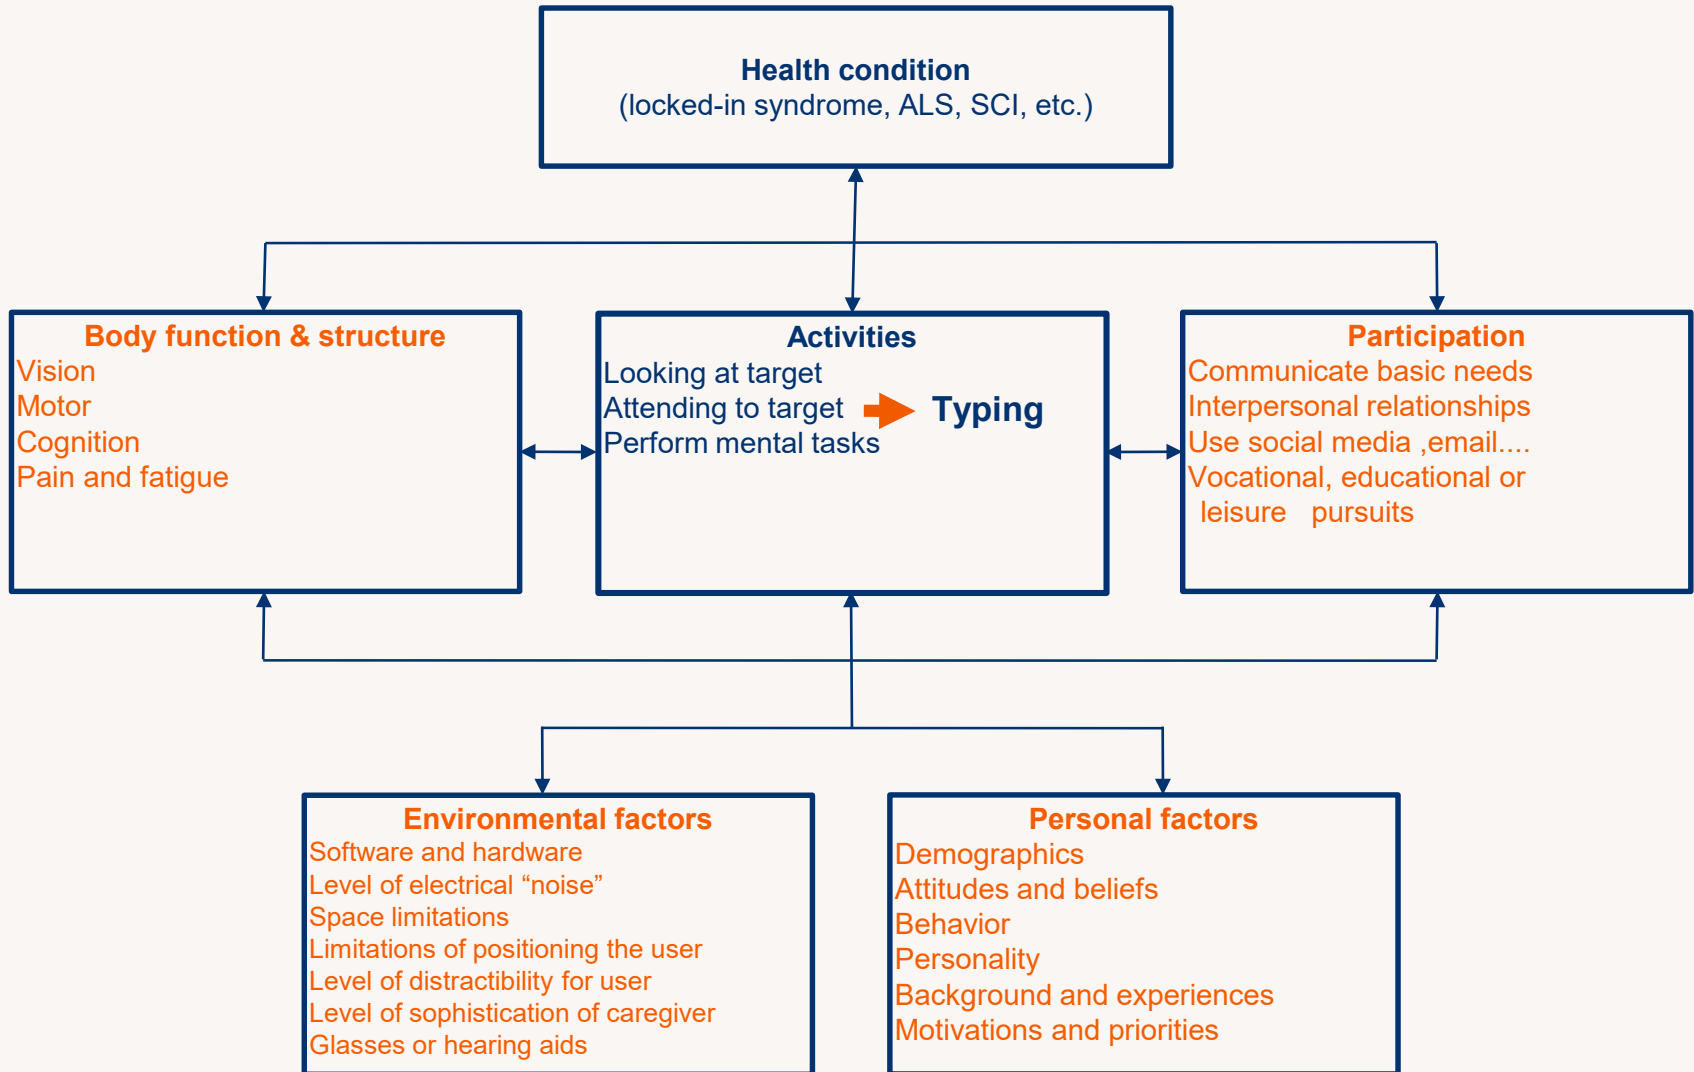 Health condition
(locked-in syndrome, ALS, SCI, etc.)
Body function & structure
Vision
Motor
Cognition
Pain and fatigue
Activities
Looking at target
Attending to target
Perform mental tasks
Typing
Participation
Communicate basic needs
Interpersonal relationships
Use social media ,email....
Vocational, educational or
leisure pursuits
Environmental factors
Software and hardware
Level of electrical “noise”
Space limitations
Limitations of positioning the user
Level of distractibility for user
Level of sophistication of caregiver
Glasses or hearing aids
Personal factors
Demographics
Attitudes and beliefs
Behavior
Personality
Background and experiences
Motivations and priorities